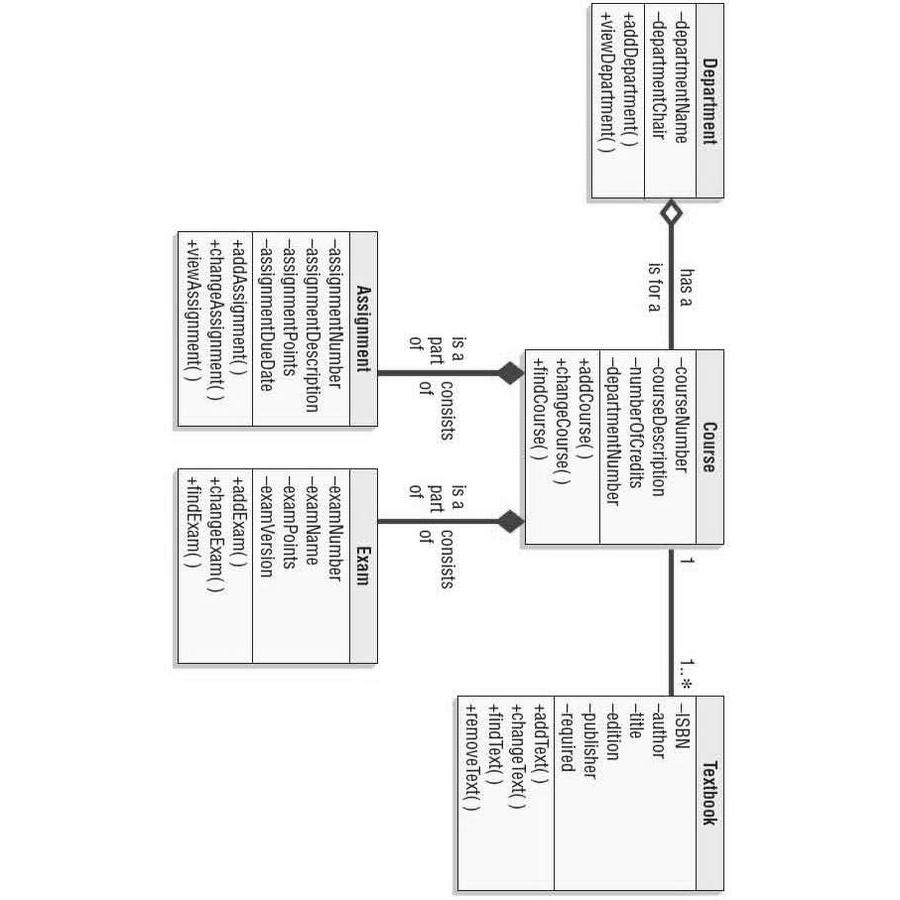 Department
–departmentName
–departmentChair
+addDepartment( )
+viewDepartment( )
has a
is for a
Course
–courseNumber
–courseDescription
–numberOfCredits
–departmentNumber
+addCourse( )
+changeCourse( )
+findCourse( )
1
1..*
Textbook
–ISBN
–author
–title
–edition
–publisher
–required
+addText( )
+changeText( )
+findText( )
+removeText( )
is a
part
of
consists
of
is a
part
of
consists
of
Assignment
–assignmentNumber
–assignmentDescription
–assignmentPoints
–assignmentDueDate
+addAssignment( )
+changeAssignment( )
+viewAssignment( )
Exam
–examNumber
–examName
–examPoints
–examVersion
+addExam( )
+changeExam( )
+findExam( )